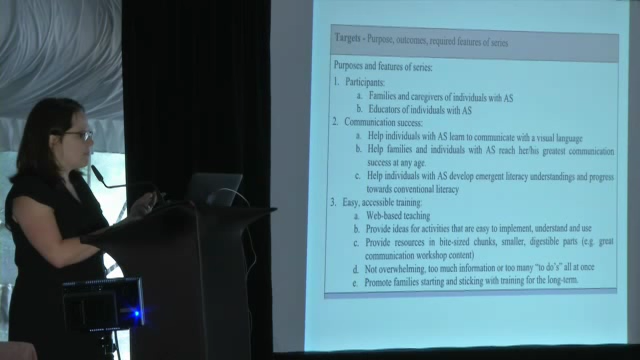 Targets - Purpose, outcomes, required features of series
Purposes and features of series:
1. Participants:
a. Families and caregivers of individuals with AS
b. Educators of individuals with AS
2. Communication success:
a. Help individuals with AS learn to communicate with a visual language
b. Help families and individuals with AS reach her/his greatest communication
success at any age.
c. Help individuals with AS develop emergent literacy understandings and progress
towards conventional literacy
3. Easy, accessible training:
a. Web-based teaching
b. Provide ideas for activities that are easy to implement, understand and use
c. Provide resources in bite-sized chunks, smaller, digestible parts (e.g. great
communication workshop content)
d. Not overwhelming, too much information or too many “to do’s” all at once
e. Promote families starting and sticking with training for the long-term.